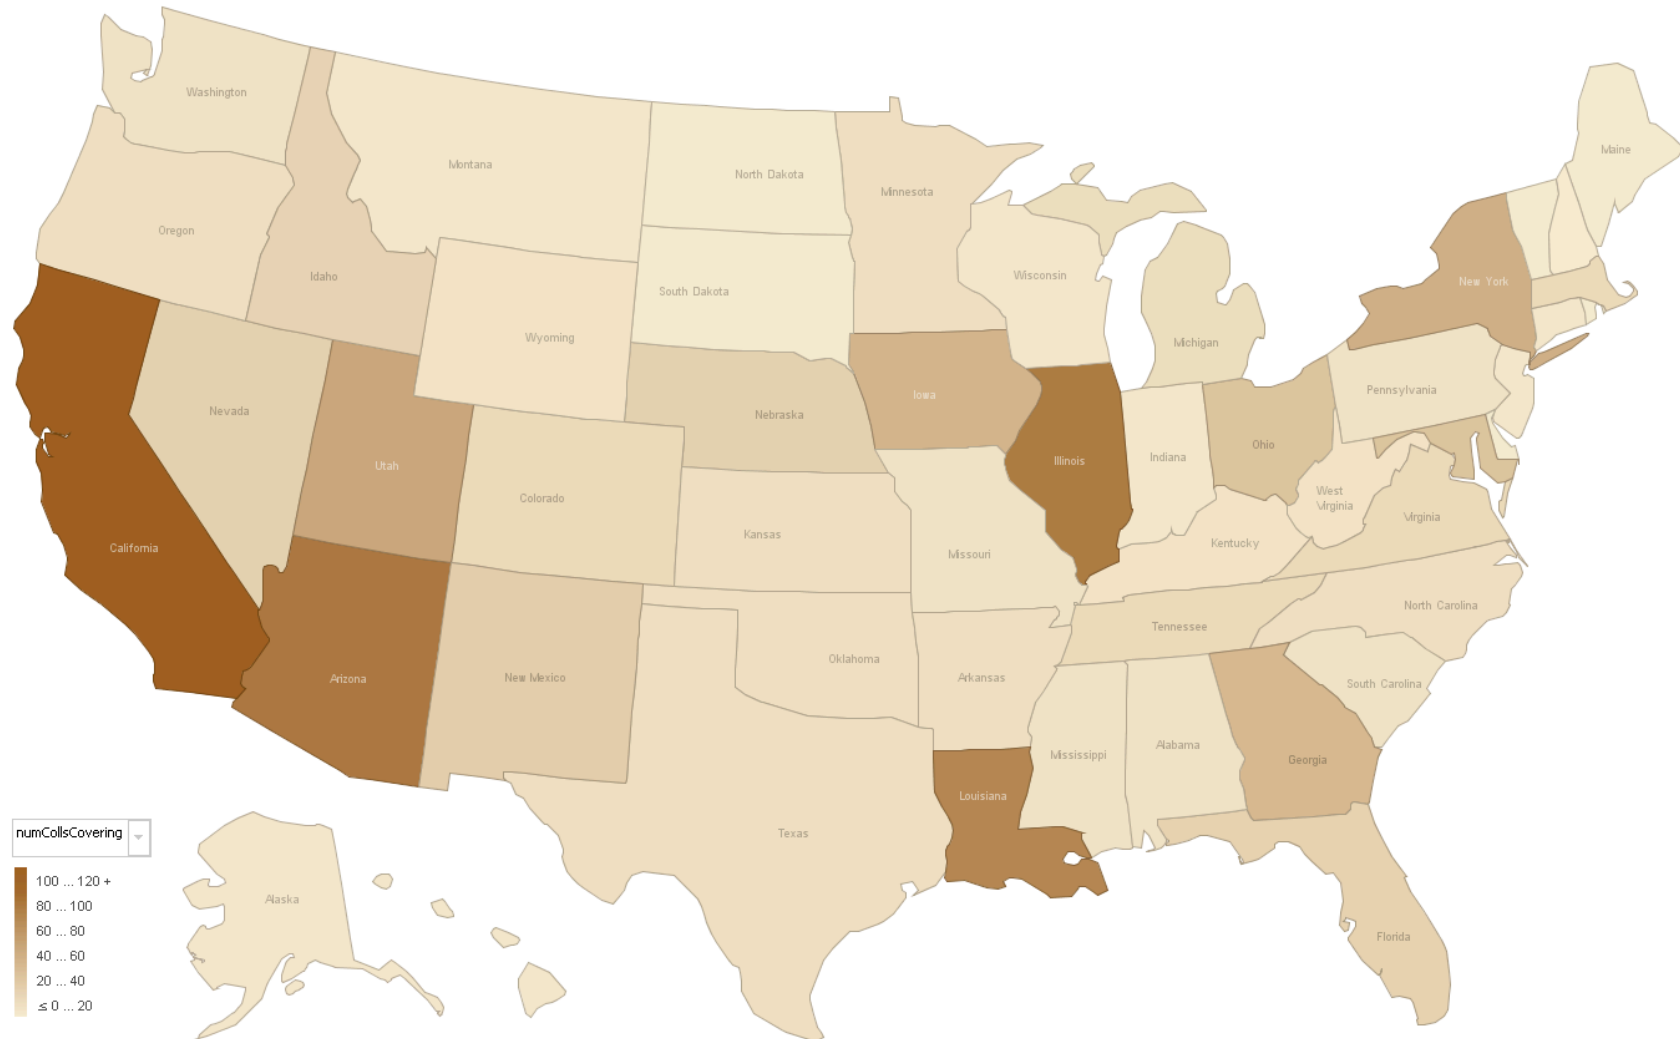 Washington
Montana
North Dakota
Minnesota
Maine
Oregon
Idaho
Wisconsin
New York
South Dakota
Wyoming
Michigan
Nevada
Nebraska
Iowa
Pennsylvania
Utah
Colorado
Illinois
Indiana
Ohio
West
Virginia
Virginia
California
Kansas
Missouri
Kentucky
North Carolina
Tennessee
Arizona
New Mexico
Oklahoma
Arkansas
South Carolina
Mississippi
Alabama
Georgia
Louisiana
Texas
Florida
Alaska
numCollsCovering
100 ... 120 +
80 ... 100
60 ... 80
40 ... 60
20 ... 40
≤ 0 ... 20